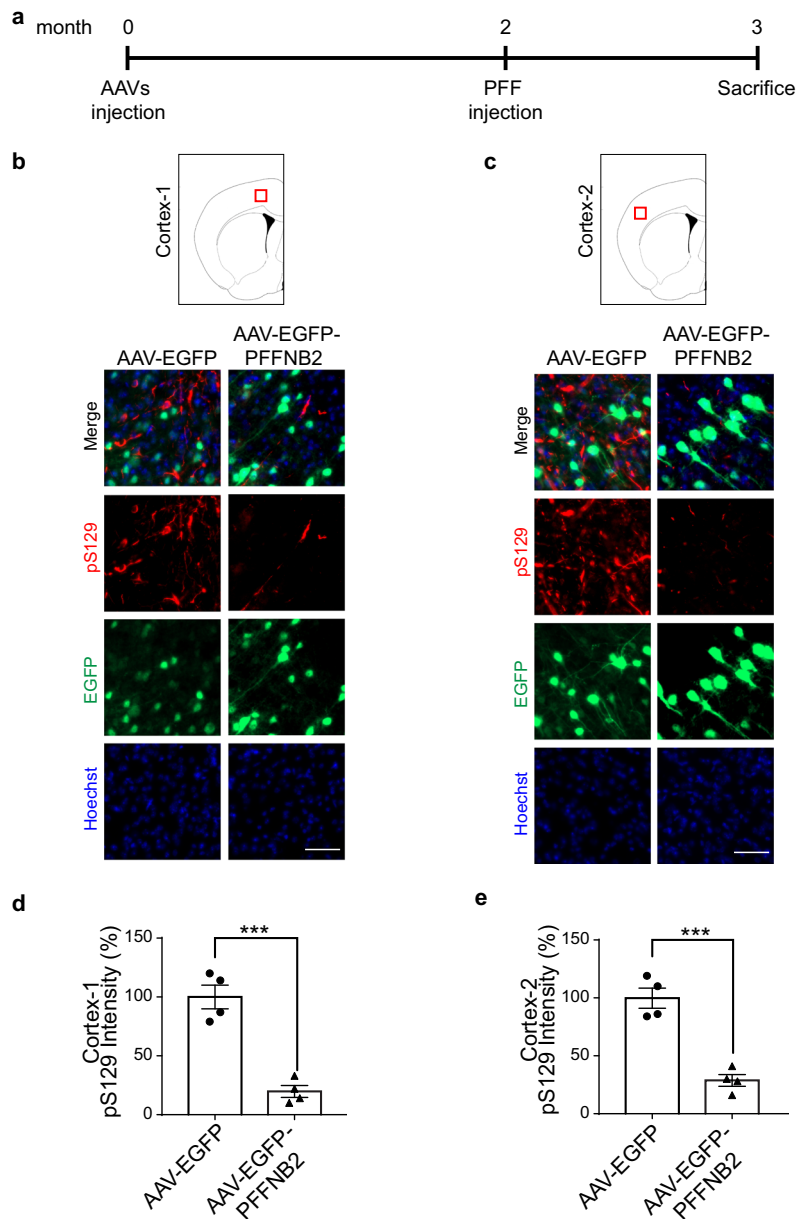 a
month 0 2 3
AAVs PFF Sacrifice
injection injection
b
Cortex-1
AAV-EGFP
AAV-EGFP-
PFFNB2
Merge
pS129
EGFP
Hoechst
c
Cortex-2
AAV-EGFP
AAV-EGFP-
PFFNB2
Merge
pS129
EGFP
Hoechst
d
Cortex-1
pS129 Intensity (%)
150
100
50
0
***
AAV-EGFP
AAV-EGFP-
PFFNB2
e
Cortex-2
pS129 Intensity (%)
150
100
50
0
***
AAV-EGFP
AAV-EGFP-
PFFNB2